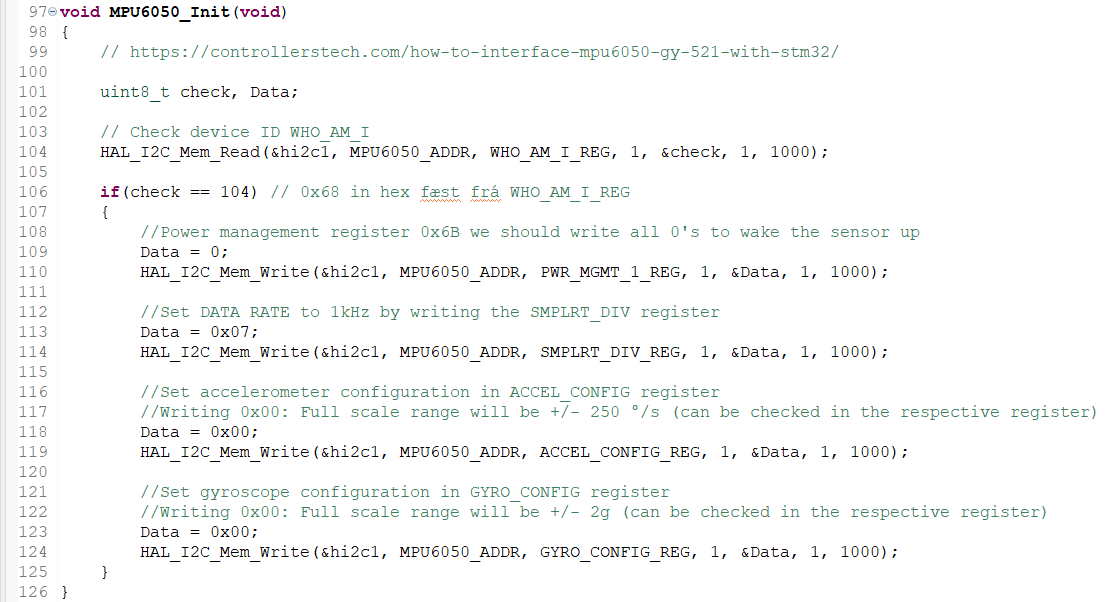 97 void MPU6050_Init(void)
98 {
99 // https://controllerstech.com/how-to-interface-mpu6050-gy-521-with-stm32/
100
101 uint8_t check, Data;
102
103 // Check device ID WHO_AM_I
104 HAL_I2C_Mem_Read(&hi2c1, MPU6050_ADDR, WHO_AM_I_REG, 1, &check, 1, 1000);
105
106 if(check == 104) // 0x68 in hex fæst frá WHO_AM_I_REG
107 {
108 //Power management register 0x6B we should write all 0's to wake the sensor up
109 Data = 0;
110 HAL_I2C_Mem_Write(&hi2c1, MPU6050_ADDR, PWR_MGMT_1_REG, 1, &Data, 1, 1000);
111
112 //Set DATA RATE to 1kHz by writing the SMPLRT_DIV register
113 Data = 0x07;
114 HAL_I2C_Mem_Write(&hi2c1, MPU6050_ADDR, SMPLRT_DIV_REG, 1, &Data, 1, 1000);
115
116 //Set accelerometer configuration in ACCEL_CONFIG register
117 //Writing 0x00: Full scale range will be +/- 250 °/s (can be checked in the respective register)
118 Data = 0x00;
119 HAL_I2C_Mem_Write(&hi2c1, MPU6050_ADDR, ACCEL_CONFIG_REG, 1, &Data, 1, 1000);
120
121 //Set gyroscope configuration in GYRO_CONFIG register
122 //Writing 0x00: Full scale range will be +/- 2g (can be checked in the respective register)
123 Data = 0x00;
124 HAL_I2C_Mem_Write(&hi2c1, MPU6050_ADDR, GYRO_CONFIG_REG, 1, &Data, 1, 1000);
125 }
126 }